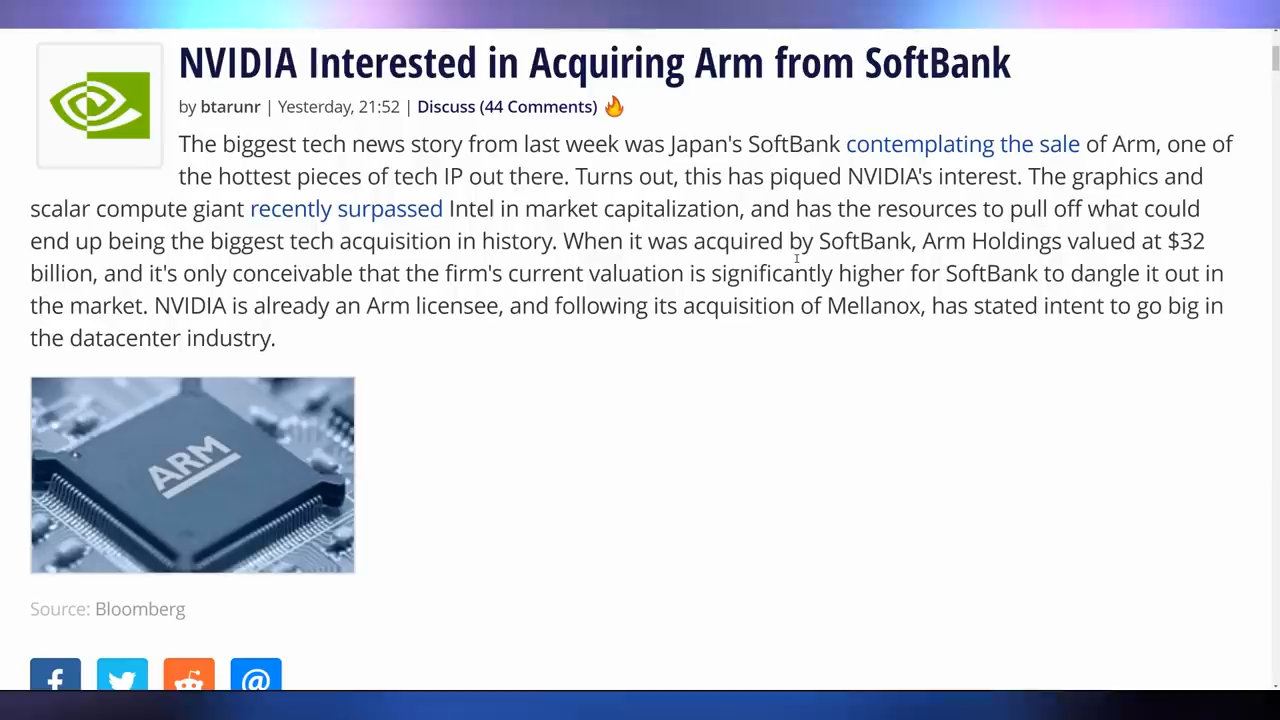 NVIDIA Interested in Acquiring Arm from SoftBank
by btarunr | Yesterday, 21:52 | Discuss (44 Comments) 🔥
The biggest tech news story from last week was Japan's SoftBank contemplating the sale of Arm, one of
the hottest pieces of tech IP out there. Turns out, this has piqued NVIDIA's interest. The graphics and
scalar compute giant recently surpassed Intel in market capitalization, and has the resources to pull off what could
end up being the biggest tech acquisition in history. When it was acquired by SoftBank, Arm Holdings valued at $32
billion, and it's only conceivable that the firm's current valuation is significantly higher for SoftBank to dangle it out in
the market. NVIDIA is already an Arm licensee, and following its acquisition of Mellanox, has stated intent to go big in
the datacenter industry.
ARM
Source: Bloomberg